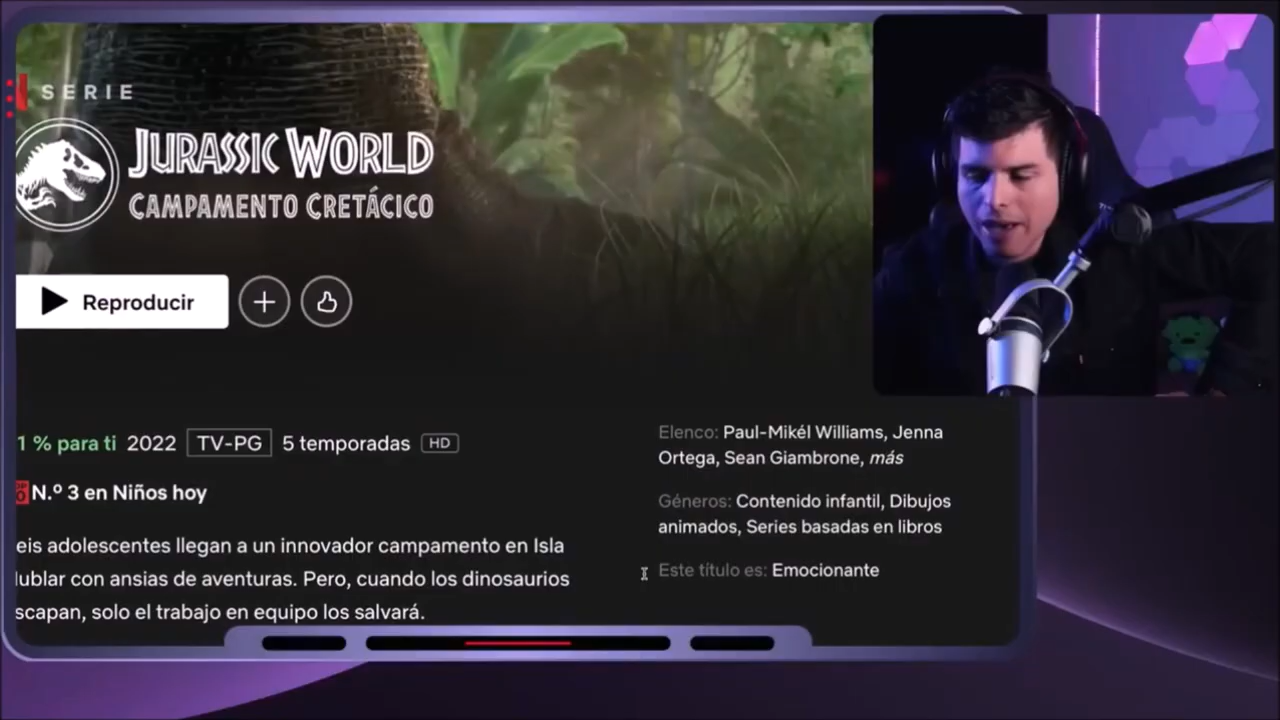 SERIE
JURASSIC WORLD
CAMPAMENTO CRETÁCICO
Reproducir
1 % para ti 2022 TV-PG 5 temporadas HD
N.º 3 en Niños hoy
eis adolescentes llegan a un innovador campamento en Isla
lublar con ansias de aventuras. Pero, cuando los dinosaurios
scapan, solo el trabajo en equipo los salvará.
Elenco: Paul-Mikél Williams, Jenna
Ortega, Sean Giambrone, más
Géneros: Contenido infantil, Dibujos
animados, Series basadas en libros
Este título es: Emocionante